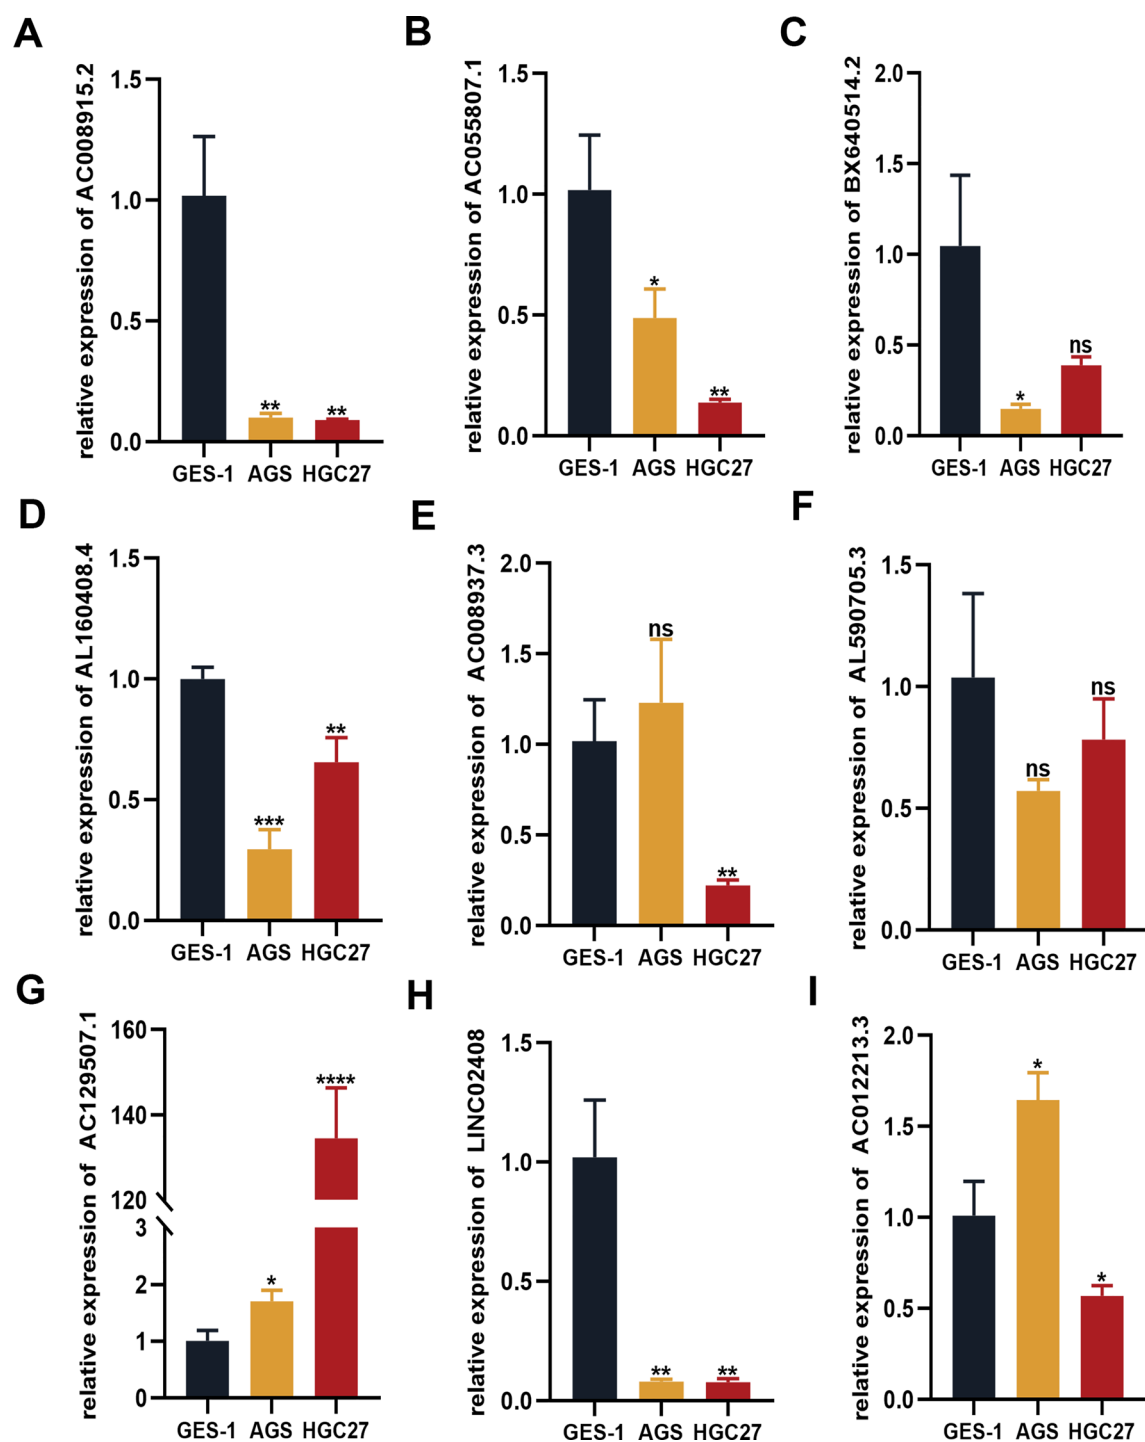 A
relative expression of AC008915.2
1.5
1.0
0.5
0.0
** **
GES-1 AGS HGC27
B
relative expression of AC055807.1
1.5
1.0
0.5
0.0
* **
GES-1 AGS HGC27
C
relative expression of BX640514.2
2.0
1.5
1.0
0.5
0.0
* ns
GES-1 AGS HGC27
D
relative expression of AL160408.4
1.5
1.0
0.5
0.0
*** **
GES-1 AGS HGC27
E
relative expression of AC008937.3
2.0
1.5
1.0
0.5
0.0
ns **
GES-1 AGS HGC27
F
relative expression of AL590705.3
1.5
1.0
0.5
0.0
ns ns
GES-1 AGS HGC27
G
relative expression of AC129507.1
160
140
120
3
2
1
0
* ****
GES-1 AGS HGC27
H
relative expression of LINC02408
1.5
1.0
0.5
0.0
** **
GES-1 AGS HGC27
I
relative expression of AC012213.3
2.0
1.5
1.0
0.5
0.0
* *
GES-1 AGS HGC27